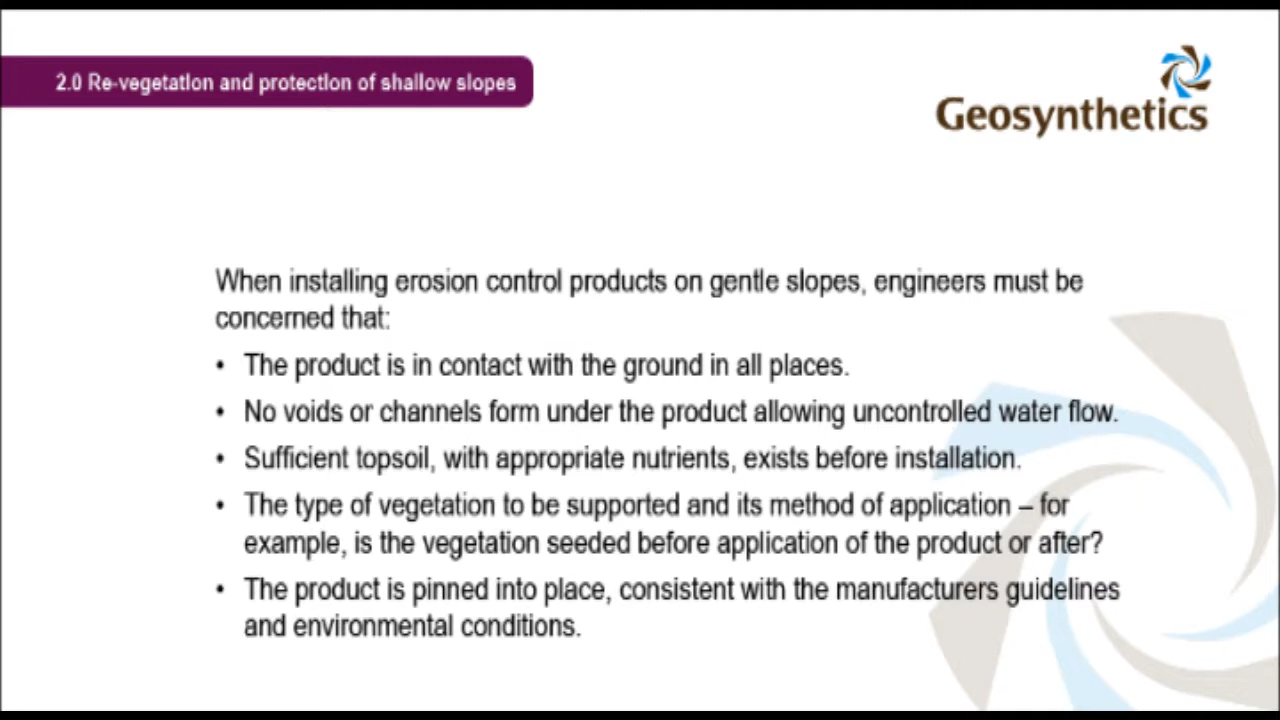 2.0 Re-vegetation and protection of shallow slopes
Geosynthetics
When installing erosion control products on gentle slopes, engineers must be
concerned that:
• The product is in contact with the ground in all places.
• No voids or channels form under the product allowing uncontrolled water flow.
• Sufficient topsoil, with appropriate nutrients, exists before installation.
• The type of vegetation to be supported and its method of application – for
example, is the vegetation seeded before application of the product or after?
• The product is pinned into place, consistent with the manufacturers guidelines
and environmental conditions.